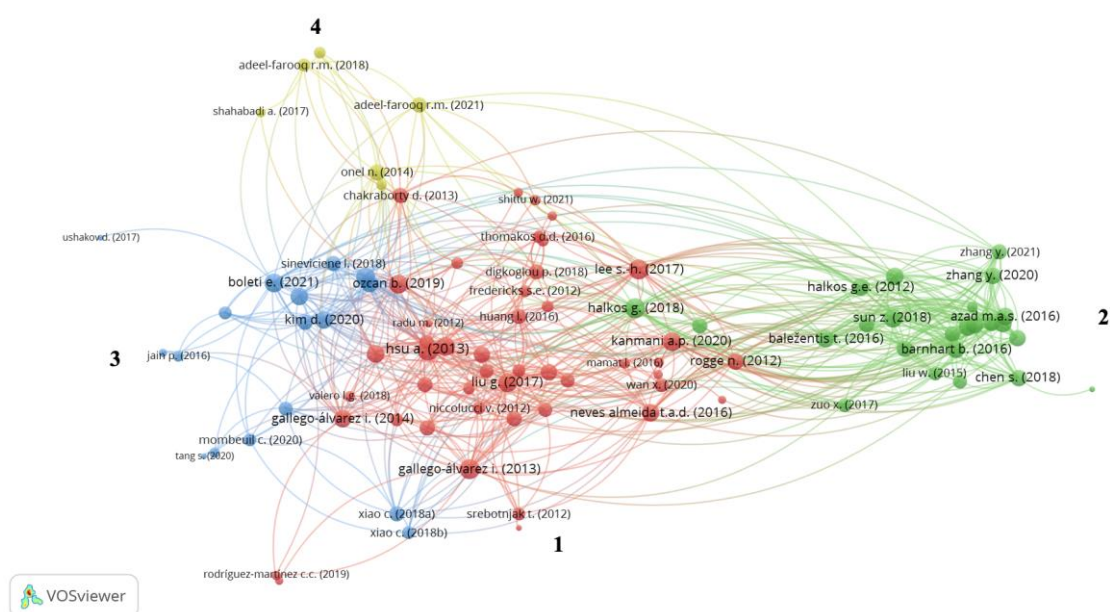 4
adeel-farooq r.m. (2018)
adeel-farooq r.m. (2021)
shahabadi a. (2017)
onel n. (2014)
chakraborty d. (2013)
shittu w. (2021)
ushakov d. (2017)
thomakos d.d. (2016)
zhang y. (2021)
sineviciene l. (2018)
lee s.-h. (2017)
digkoglou p. (2018)
zhang y. (2020)
boleti e. (2021)
ozcan b. (2019)
halkos g.e. (2012)
fredericks s.e. (2012)
halkos g. (2018)
huang l. (2016)
sun z. (2018)
azad m.a.s. (2016)
2
kim d. (2020)
radu m. (2012)
kanmani a.p. (2020)
baležentis t. (2016)
hsu a. (2013)
barnhart b. (2016)
3
jain p. (2016)
mamat l. (2016)
rogge n. (2012)
liu w. (2015)
chen s. (2018)
liu g. (2017)
wan x. (2020)
valero l.g. (2018)
zuo x. (2017)
niccolucci v. (2012)
neves almeida t.a.d. (2016)
gallego-álvarez i. (2014)
mombeuil c. (2020)
tang s. (2020)
gallego-álvarez i. (2013)
xiao c. (2018a)
srebotnjak t. (2012)
xiao c. (2018b)
1
rodríguez-martínez c.c. (2019)
VOSviewer